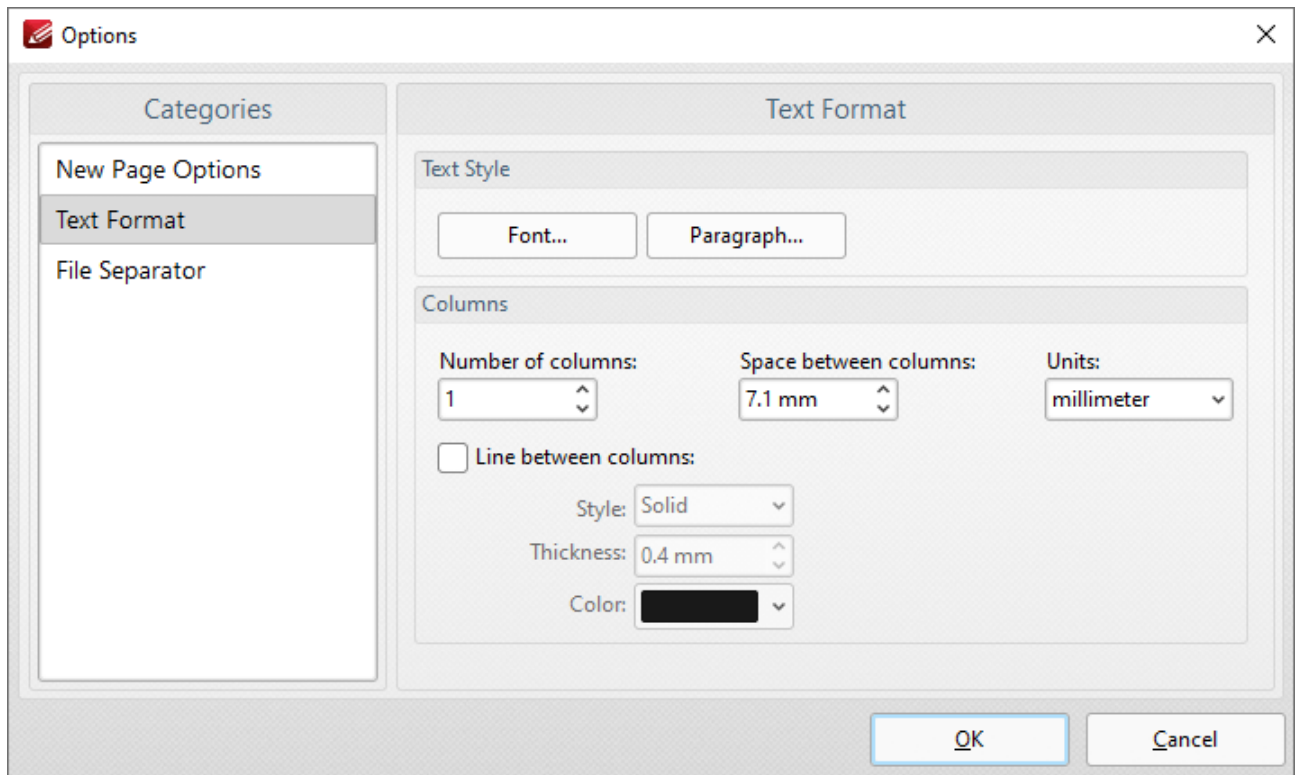 Options
Categories
New Page Options
Text Format
File Separator
Text Format
Text Style
Font...
Paragraph...
Columns
Number of columns:
1
Space between columns:
7.1 mm
Units:
millimeter
Line between columns:
Style: Solid
Thickness: 0.4 mm
Color:
OK
Cancel